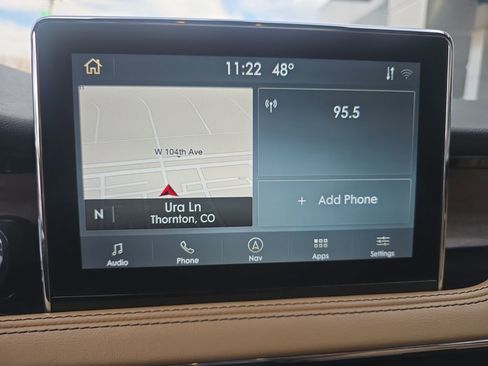 11:22 48°
95.5
W 104th Ave
N
Ura Ln
Thornton, CO
+ Add Phone
Audio
Phone
Nav
Apps
Settings